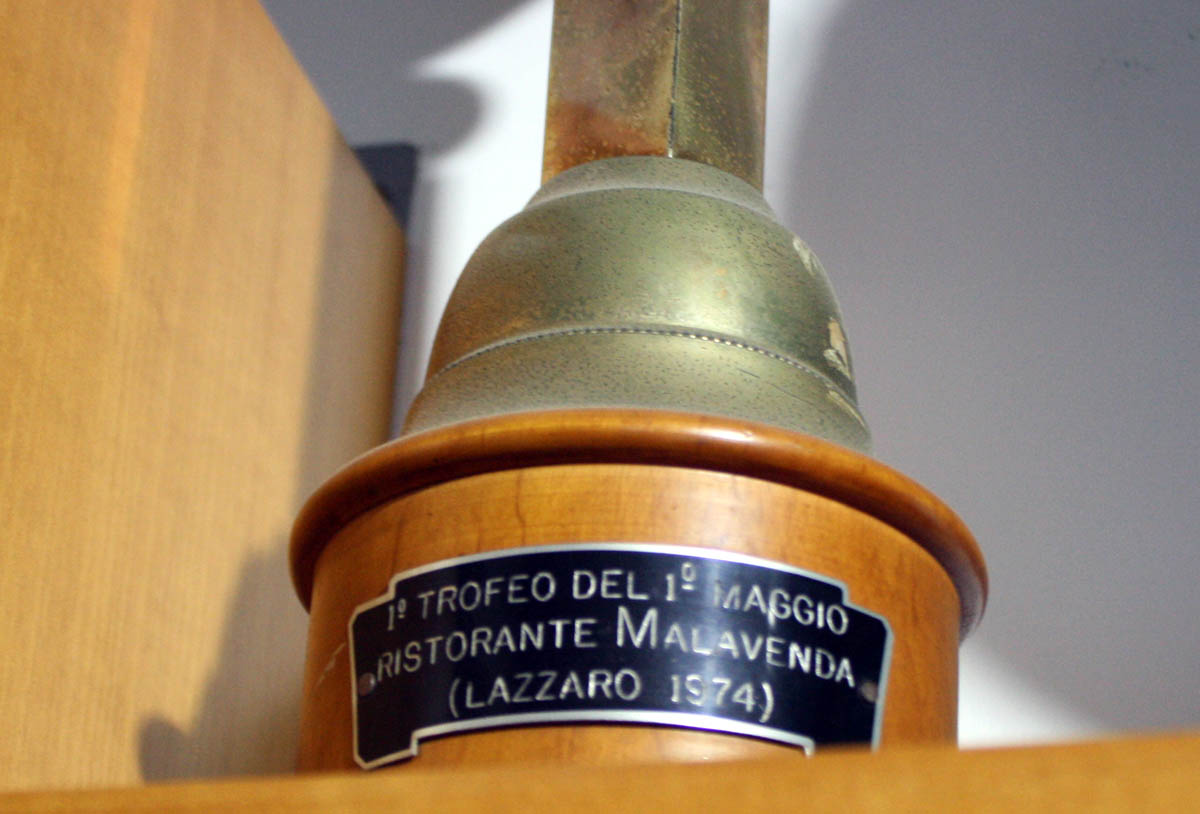 1º TROFEO DEL 1º MAGGIO
RISTORANTE MALAVENDA
(LAZZARO 1974)